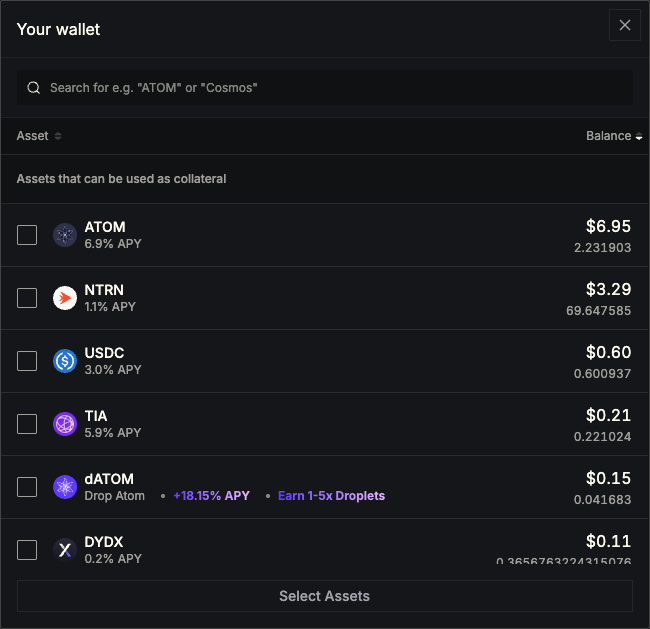 Your wallet
Search for e.g. "ATOM" or "Cosmos"
Asset Balance
Assets that can be used as collateral
ATOM $6.95
6.9% APY 2.231903
NTRN $3.29
1.1% APY 69.647585
USDC $0.60
3.0% APY 0.600937
TIA $0.21
5.9% APY 0.221024
dATOM $0.15
Drop Atom • +18.15% APY • Earn 1-5x Droplets 0.041683
DYDX $0.11
0.2% APY 0.3656763224315076
Select Assets